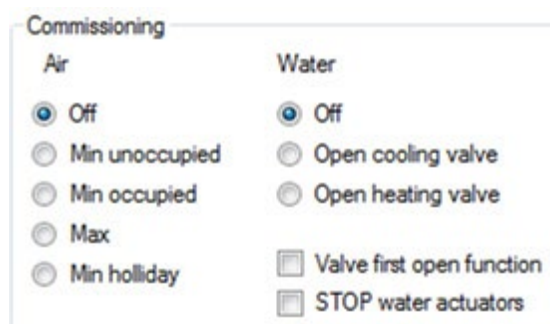 Commissioning
Air
Off
Min unoccupied
Min occupied
Max
Min holliday
Water
Off
Open cooling valve
Open heating valve
Valve first open function
STOP water actuators